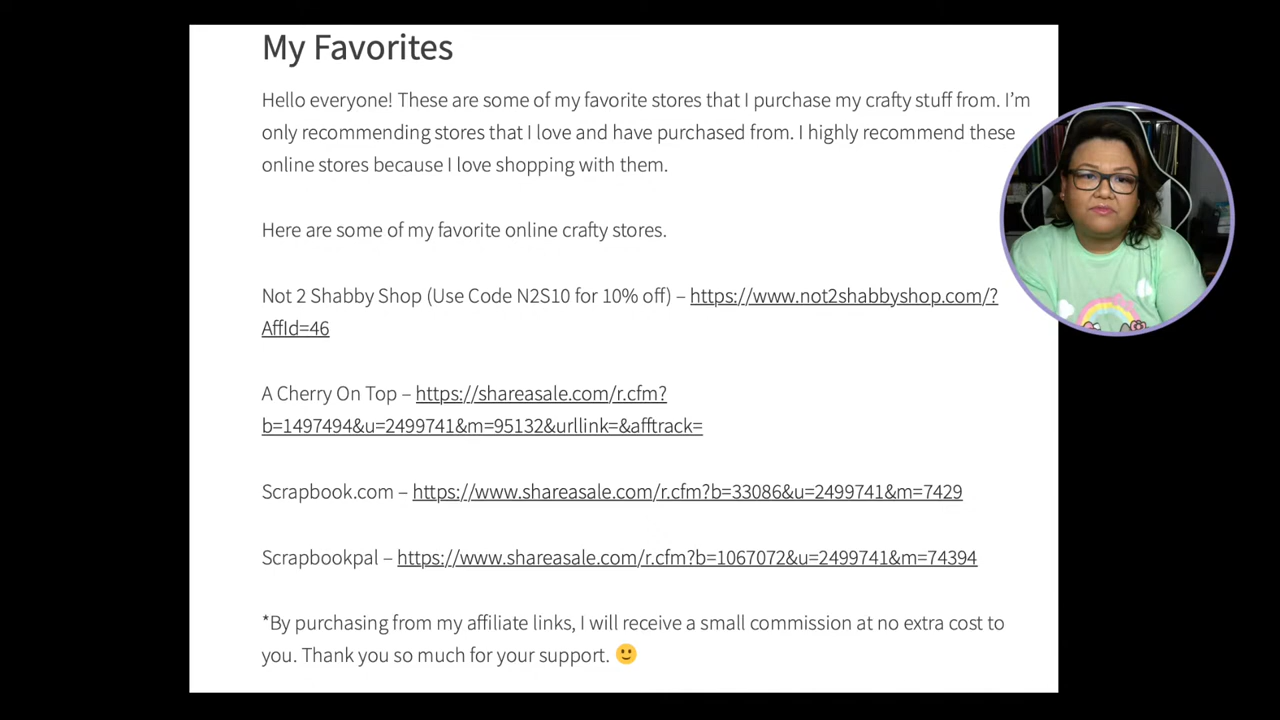 My Favorites
Hello everyone! These are some of my favorite stores that I purchase my crafty stuff from. I’m
only recommending stores that I love and have purchased from. I highly recommend these
online stores because I love shopping with them.
Here are some of my favorite online crafty stores.
Not 2 Shabby Shop (Use Code N2S10 for 10% off) – https://www.not2shabbyshop.com/?
AffId=46
A Cherry On Top – https://shareasale.com/r.cfm?
b=1497494&u=2499741&m=95132&urllink=&afftrack=
Scrapbook.com – https://www.shareasale.com/r.cfm?b=33086&u=2499741&m=7429
Scrapbookpal – https://www.shareasale.com/r.cfm?b=1067072&u=2499741&m=74394
*By purchasing from my affiliate links, I will receive a small commission at no extra cost to
you. Thank you so much for your support. 🙂